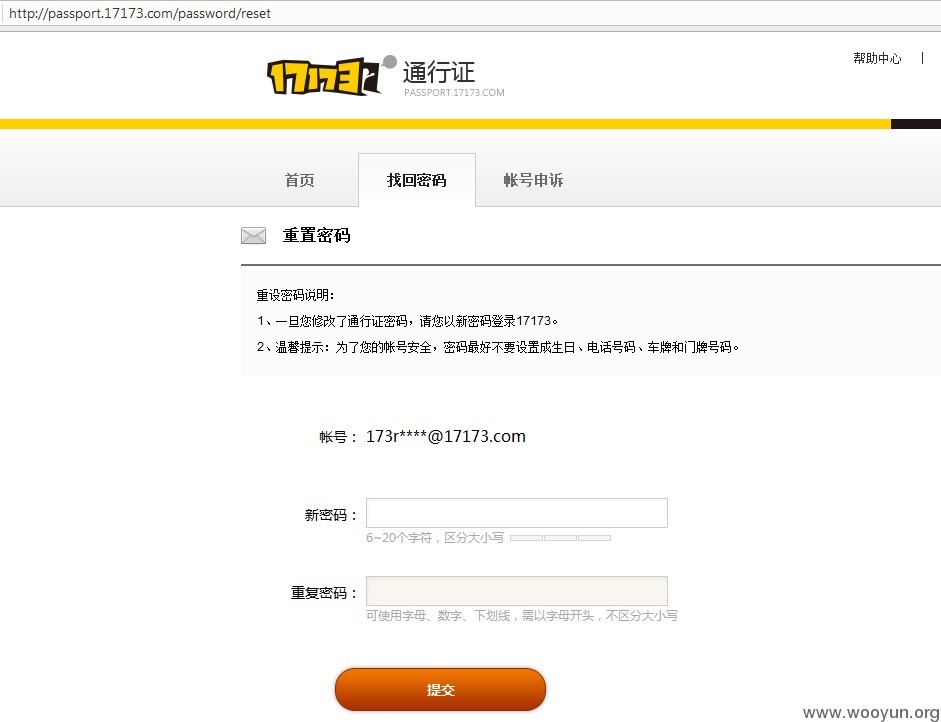 http://passport.17173.com/password/reset
17173 通行证
PASSPORT.17173.COM
帮助中心 |
首页 找回密码 帐号申诉
重置密码
重设密码说明：
1、一旦您修改了通行证密码，请您以新密码登录17173。
2、温馨提示：为了您的帐号安全，密码最好不要设置成生日、电话号码、车牌和门牌号码。
帐号： 173r****@17173.com
新密码：
6~20个字符，区分大小写
重复密码：
可使用字母、数字、下划线，需以字母开头，不区分大小写
提交
www.wooyun.org